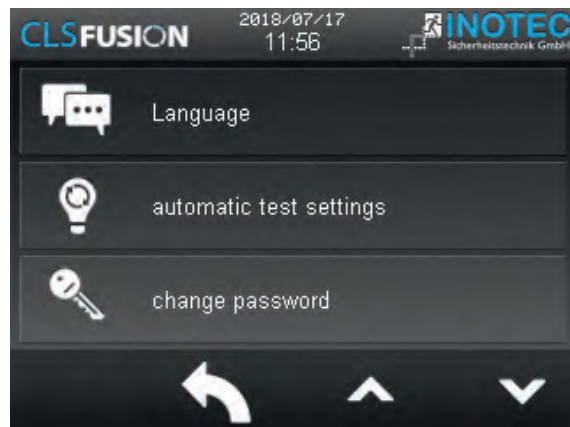 CLSFUSION
2018/07/17
11:56
INOTEC
Sicherheitstechnik GmbH
Language
automatic test settings
change password